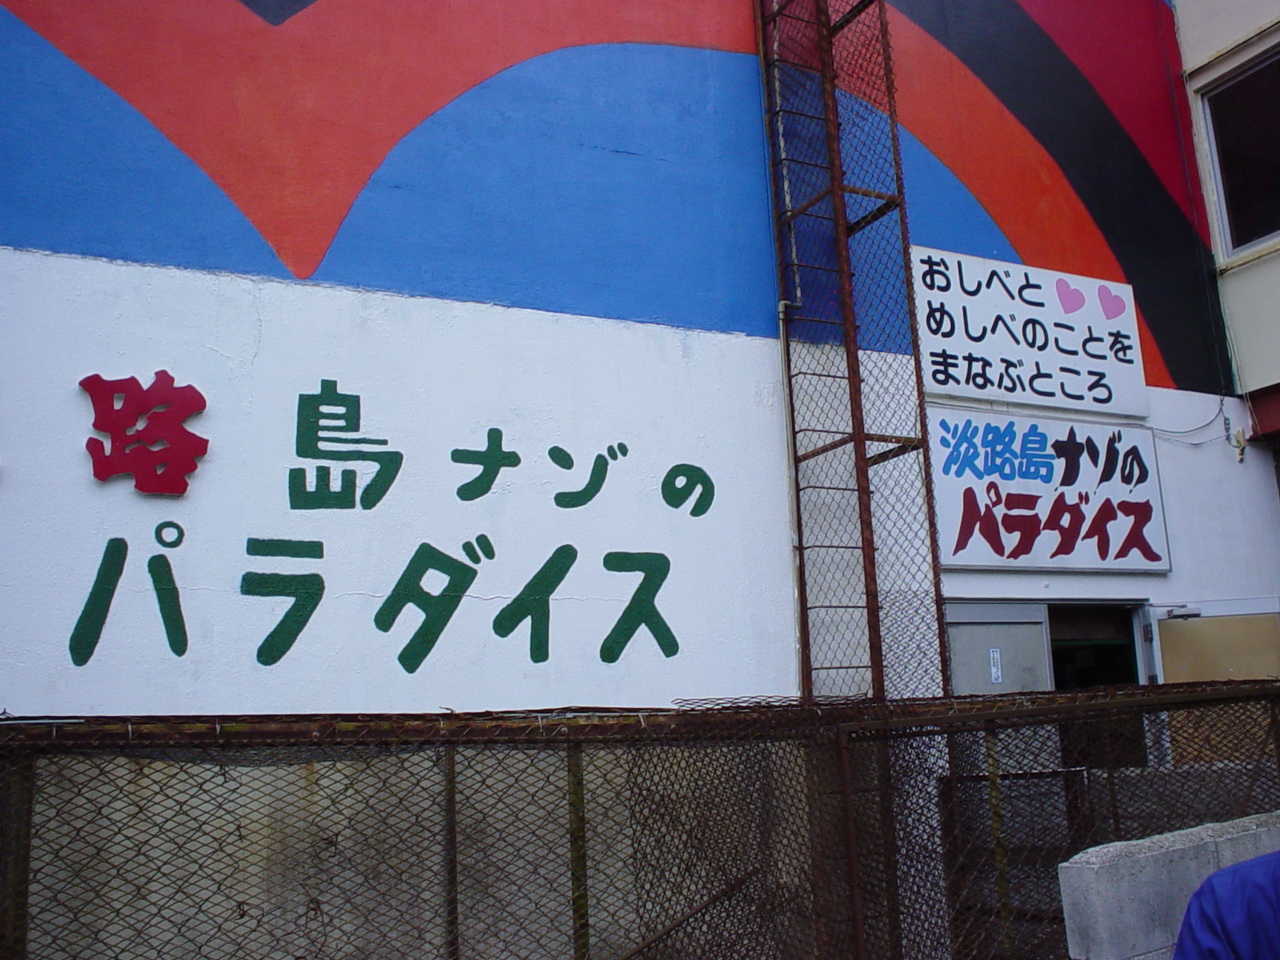 路島ナゾの
パラダイス
おしべと
めしべのことを
まなぶところ
淡路島ナゾの
パラダイス